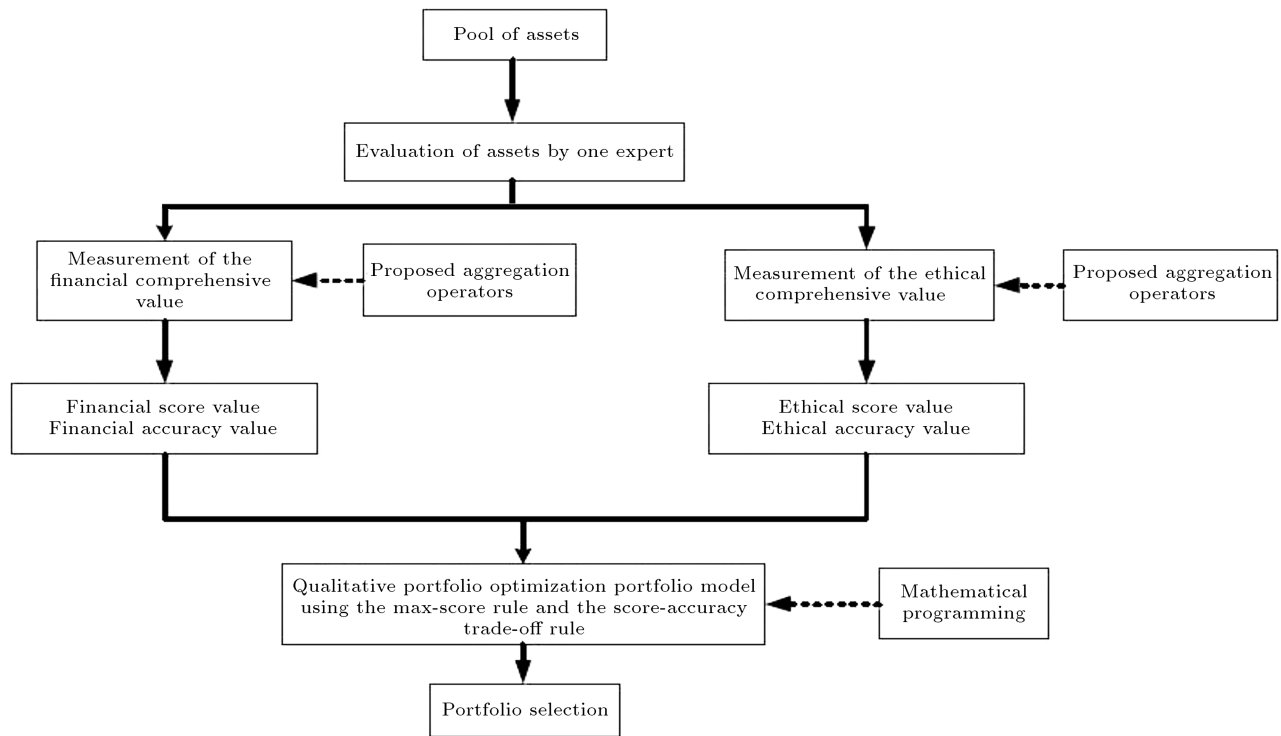 Pool of assets
Evaluation of assets by one expert
Measurement of the
financial comprehensive
value
Proposed aggregation
operators
Measurement of the ethical
comprehensive value
Proposed aggregation
operators
Financial score value
Financial accuracy value
Ethical score value
Ethical accuracy value
Qualitative portfolio optimization portfolio model
using the max-score rule and the score-accuracy
trade-off rule
Mathematical
programming
Portfolio selection